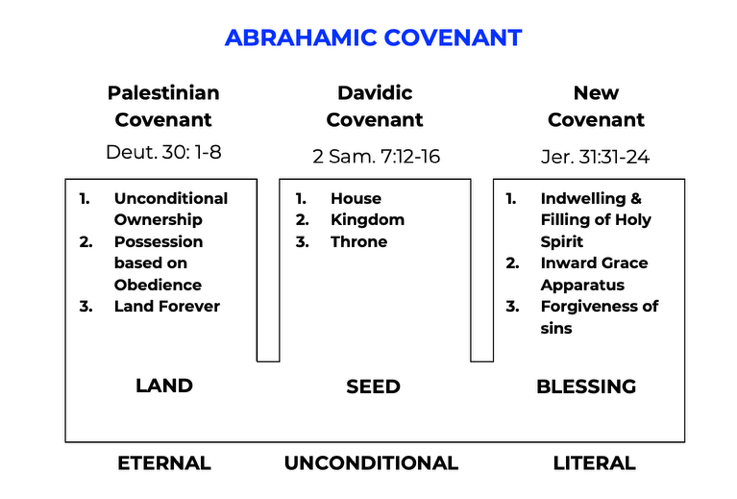 ABRAHAMIC COVENANT
Palestinian
Covenant
Deut. 30: 1-8
1. Unconditional
Ownership
2. Possession
based on
Obedience
3. Land Forever
LAND
Davidic
Covenant
2 Sam. 7:12-16
1. House
2. Kingdom
3. Throne
SEED
New
Covenant
Jer. 31:31-24
1. Indwelling &
Filling of Holy
Spirit
2. Inward Grace
Apparatus
3. Forgiveness of
sins
BLESSING
ETERNAL
UNCONDITIONAL
LITERAL